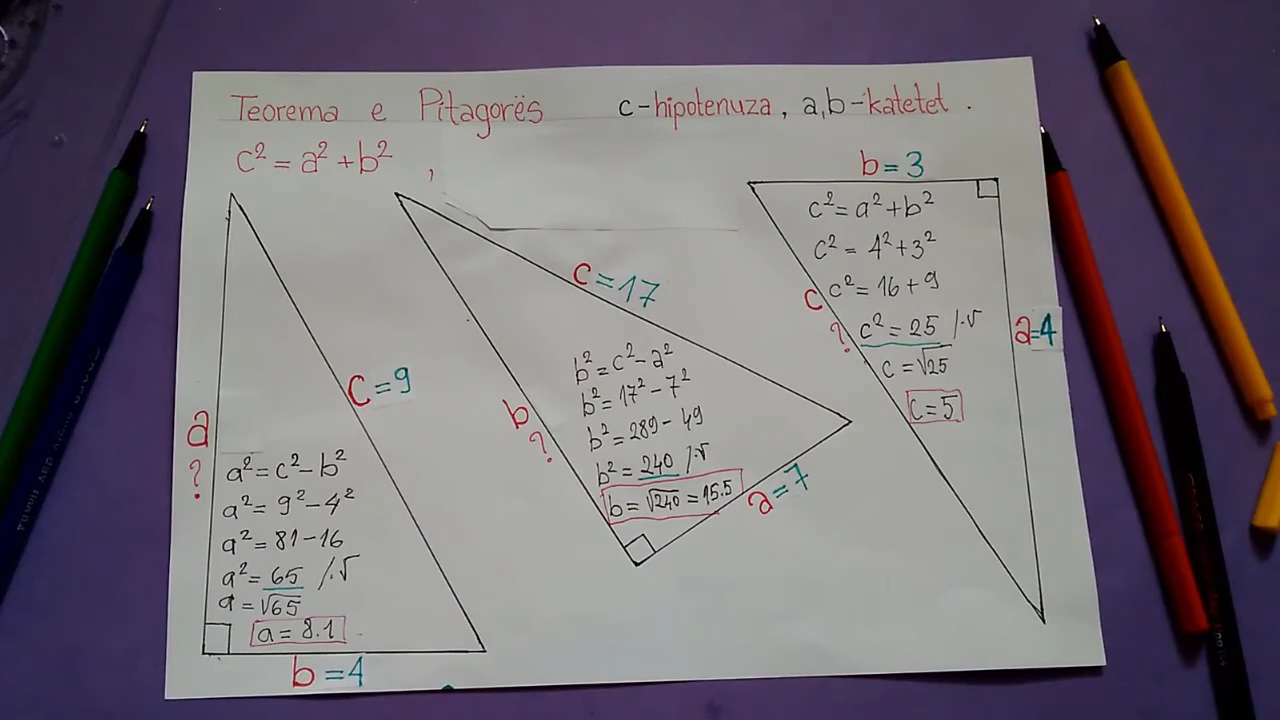 Teorema e Pitagorës c-hipotenuza, a,b-katetet.
c² = a² + b² ,
a
?
c = 9
a² = c² - b²
a² = 9² - 4²
a² = 81 - 16
a² = 65 /·√
a = √65
a = 8.1
b = 4
c = 17
b
?
b² = c² - a²
b² = 17² - 7²
b² = 289 - 49
b² = 240 /·√
b = √240 = 15.5
a = 7
b = 3
c² = a² + b²
c² = 4² + 3²
c² = 16 + 9
c² = 25 /·√
c = √25
c = 5
c
?
a = 4